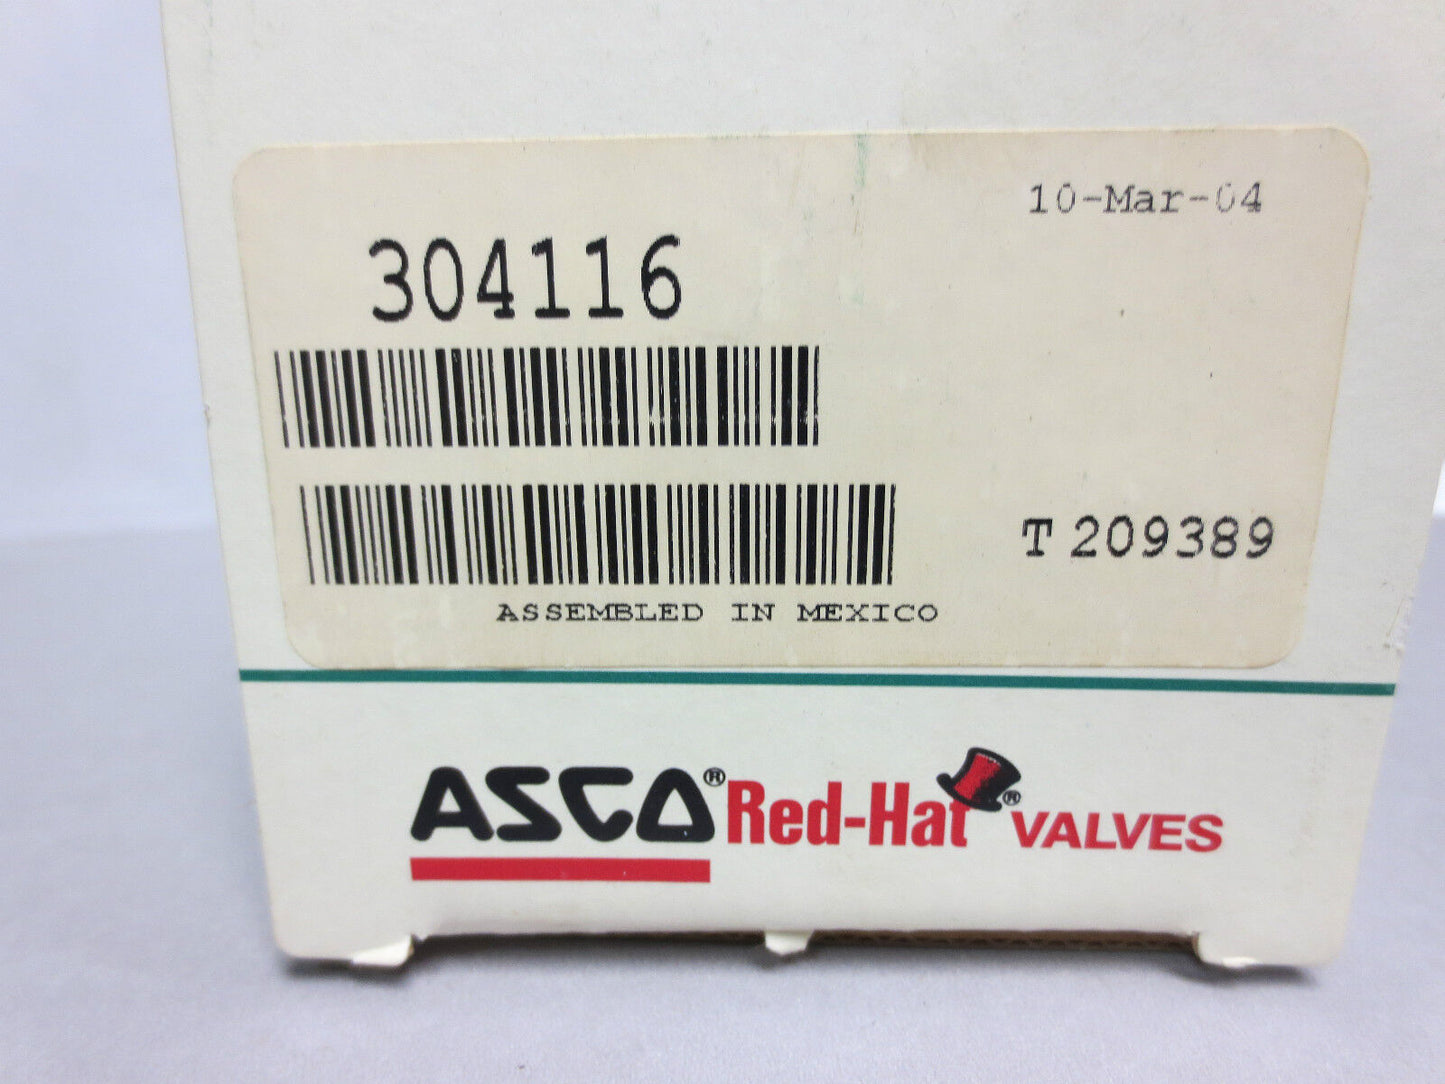 10-Mar-04
304116
T 209389
ASSEMBLED IN MEXICO
ASCO® Red-Hat® VALVES